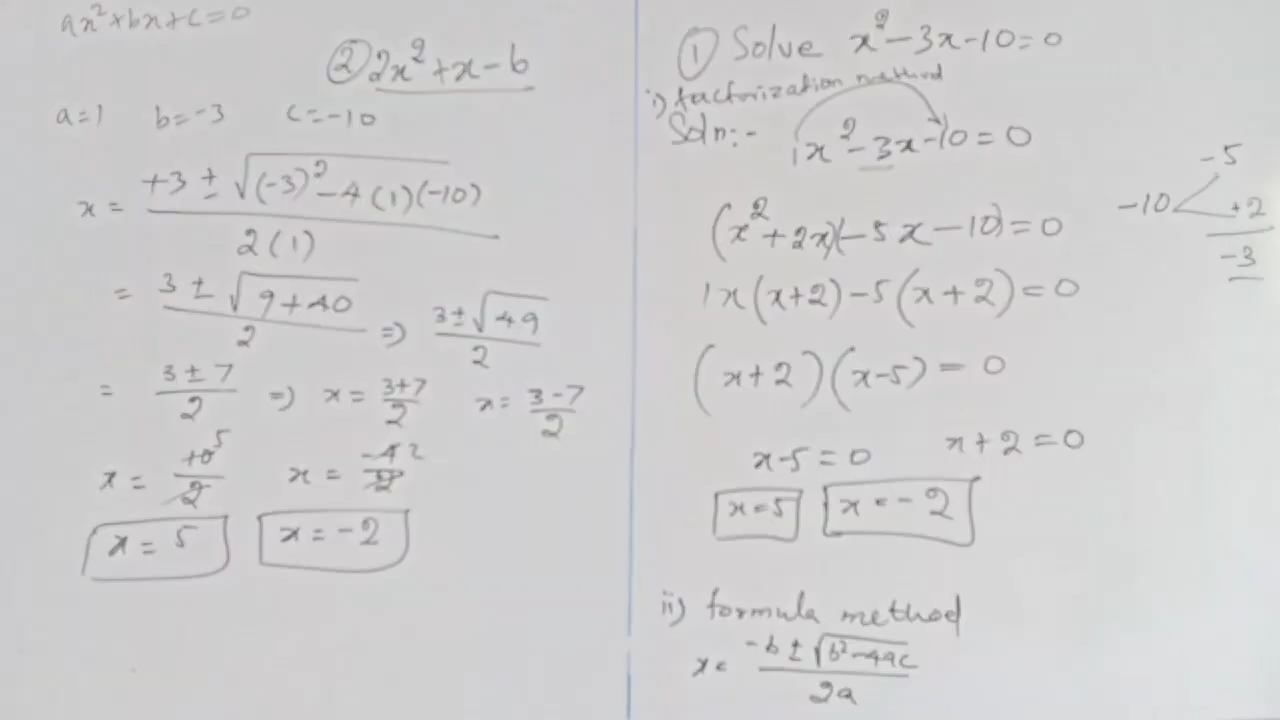 ax²+bx+c=0
② 2x²+x-6
a=1 b=-3 c=-10
x = +3 ± √(-3)²-4(1)(-10) / 2(1)
= 3 ± √9+40 / 2 ⇒ 3±√49 / 2
= 3±7 / 2 ⇒ x = 3+7 / 2 x = 3-7 / 2
x = 10 5 / 2 x = -4 2 / 2
x = 5 x = -2
① Solve x²-3x-10=0
i) factorization method
Soln:- 1x²-3x-10=0
-5
-10 +2
-3
(x²+2x)(-5x-10)=0
1x(x+2)-5(x+2)=0
(x+2)(x-5)=0
x-5=0 x+2=0
x=5 x=-2
ii) formula method
x= -b ± √b²-4ac / 2a